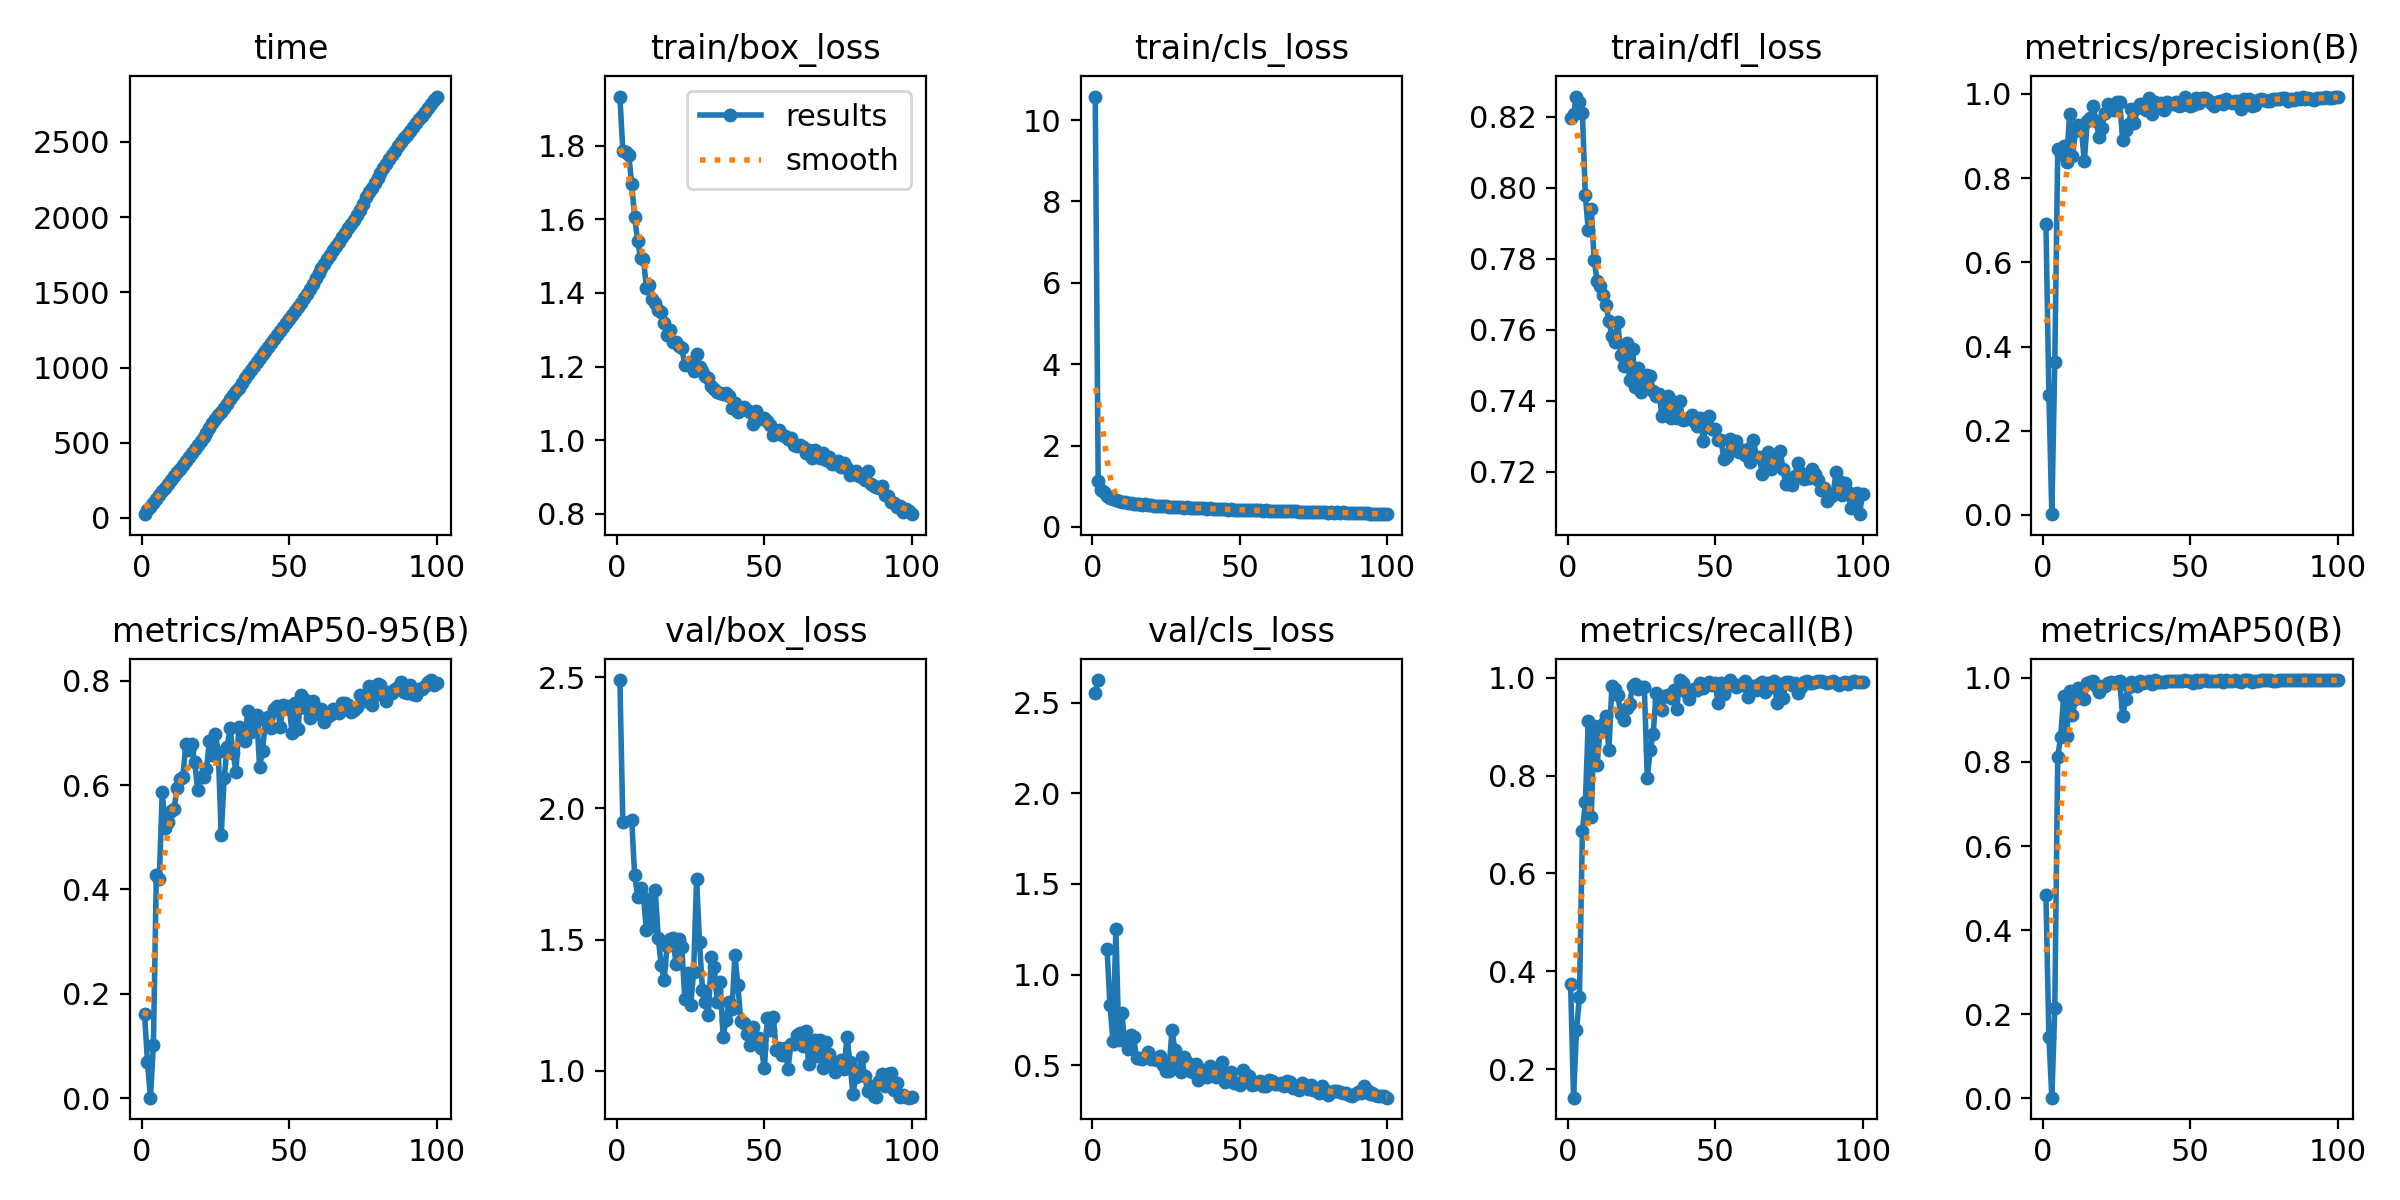 time
train/box_loss
train/cls_loss
train/dfl_loss
metrics/precision(B)
results
smooth
2500
2000
1500
1000
500
0
0 50 100
1.8
1.6
1.4
1.2
1.0
0.8
0 50 100
10
8
6
4
2
0
0 50 100
0.82
0.80
0.78
0.76
0.74
0.72
0 50 100
1.0
0.8
0.6
0.4
0.2
0.0
0 50 100
metrics/mAP50-95(B)
val/box_loss
val/cls_loss
metrics/recall(B)
metrics/mAP50(B)
0.8
0.6
0.4
0.2
0.0
0 50 100
2.5
2.0
1.5
1.0
0 50 100
2.5
2.0
1.5
1.0
0.5
0 50 100
1.0
0.8
0.6
0.4
0.2
0 50 100
1.0
0.8
0.6
0.4
0.2
0.0
0 50 100